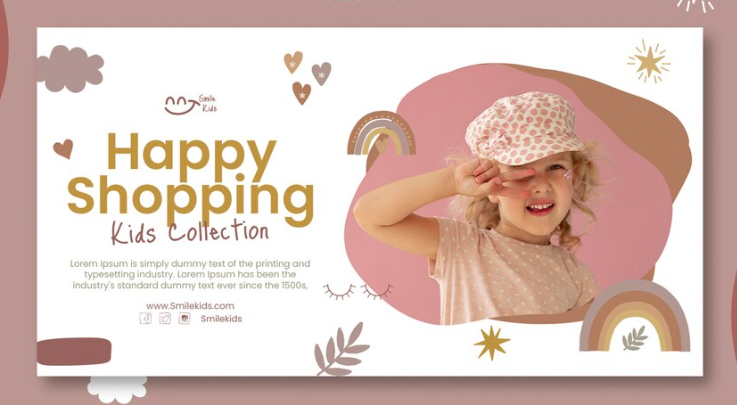 Smile
Kids
Happy
Shopping
Kids Collection
Lorem Ipsum is simply dummy text of the printing and
typesetting industry. Lorem Ipsum has been the
industry's standard dummy text ever since the 1500s,
www.Smilekids.com
Smilekids